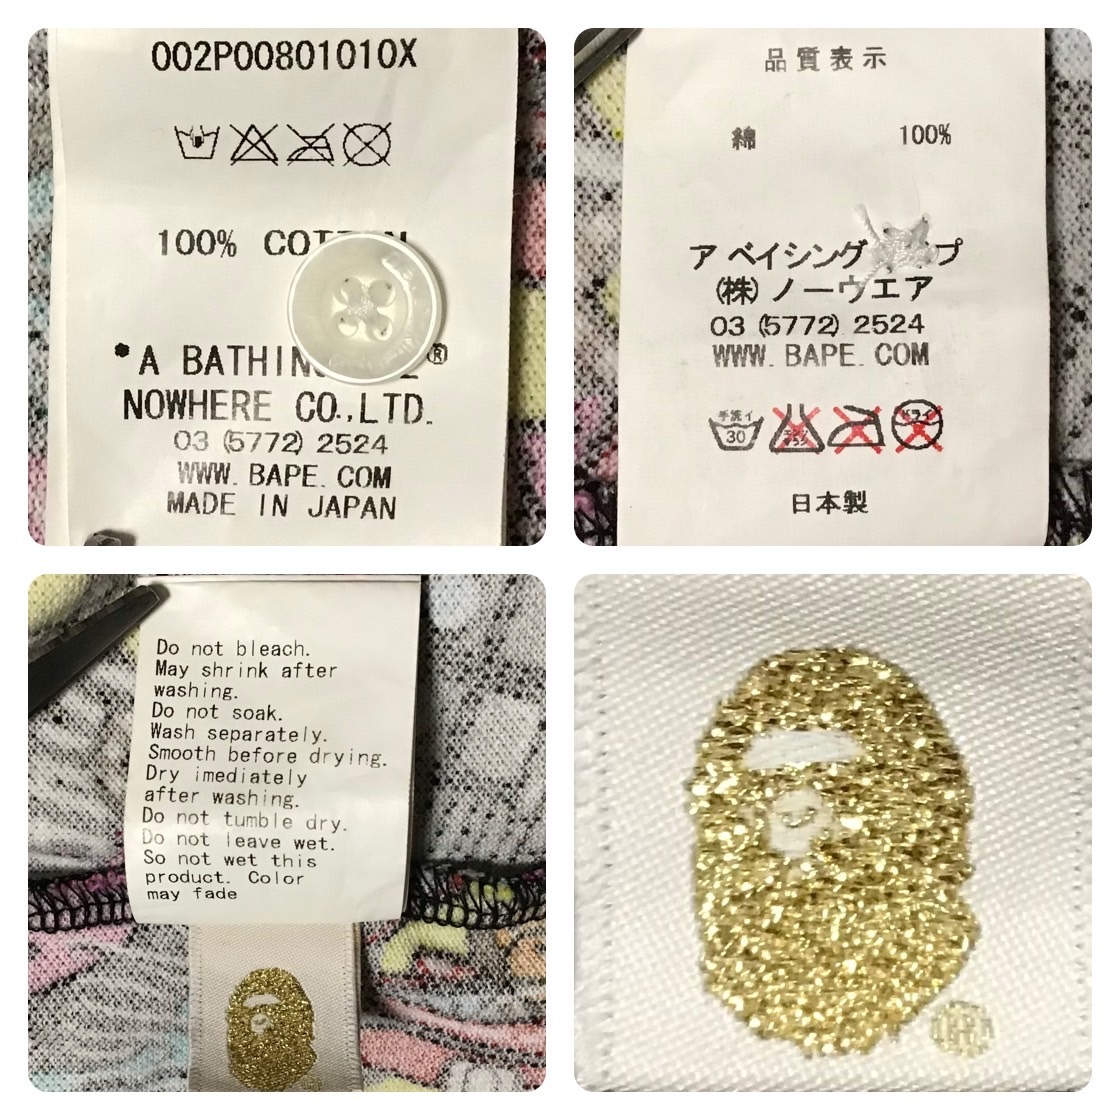 002P00801010X
100%
*A
®
NOWHERE CO.,LTD.
03 (5772) 2524
WWW.BAPE.COM
MADE IN JAPAN
品質表示
綿 100%
ア ベイシング プ
(株) ノーウエア
03 (5772) 2524
WWW.BAPE.COM
手洗イ
30
ドライ
日本製
Do not bleach.
May shrink after
washing.
Do not soak.
Wash separately.
Smooth before drying.
Dry imediately
after washing.
Do not tumble dry.
Do not leave wet.
So not wet this
product. Color
may fade